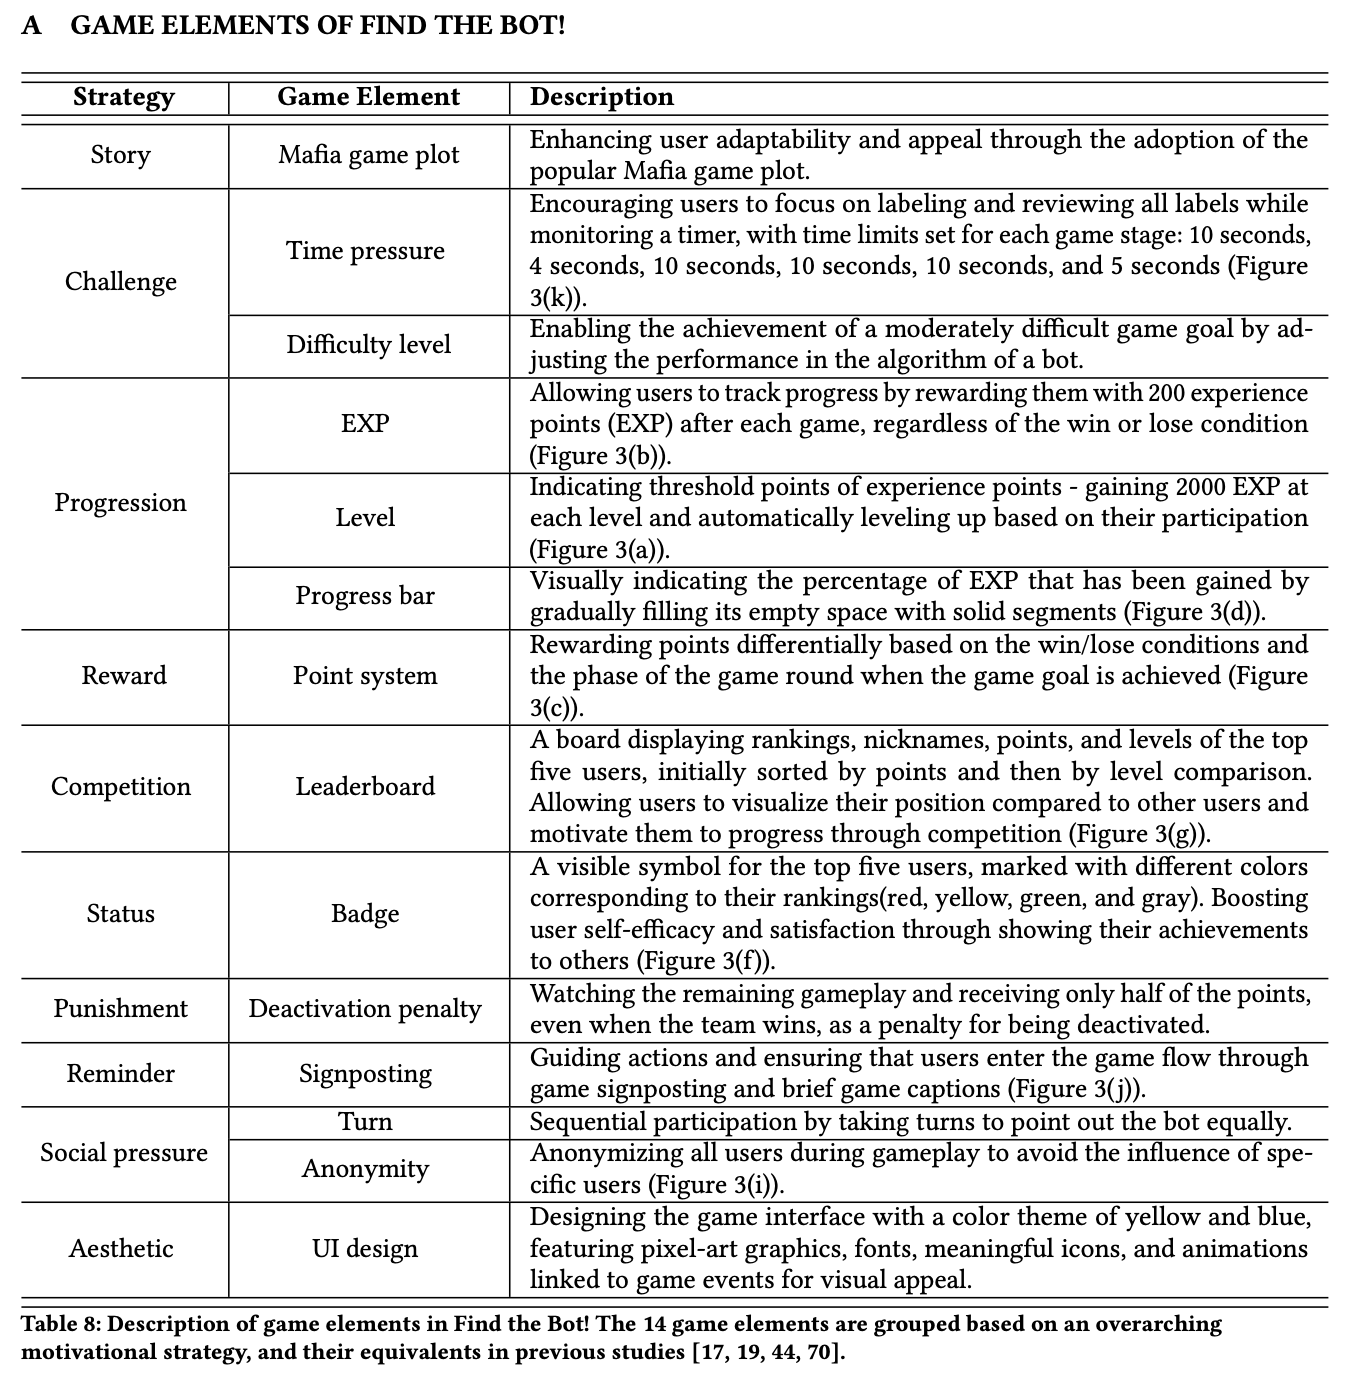 A GAME ELEMENTS OF FIND THE BOT!
Strategy Game Element Description
Story Mafia game plot Enhancing user adaptability and appeal through the adoption of the
popular Mafia game plot.
Challenge
Time pressure
Encouraging users to focus on labeling and reviewing all labels while
monitoring a timer, with time limits set for each game stage: 10 seconds,
4 seconds, 10 seconds, 10 seconds, 10 seconds, and 5 seconds (Figure
3(k)).
Difficulty level
Enabling the achievement of a moderately difficult game goal by ad-
justing the performance in the algorithm of a bot.
Progression
EXP
Allowing users to track progress by rewarding them with 200 experience
points (EXP) after each game, regardless of the win or lose condition
(Figure 3(b)).
Level
Indicating threshold points of experience points - gaining 2000 EXP at
each level and automatically leveling up based on their participation
(Figure 3(a)).
Progress bar
Visually indicating the percentage of EXP that has been gained by
gradually filling its empty space with solid segments (Figure 3(d)).
Reward
Point system
Rewarding points differentially based on the win/lose conditions and
the phase of the game round when the game goal is achieved (Figure
3(c)).
Competition
Leaderboard
A board displaying rankings, nicknames, points, and levels of the top
five users, initially sorted by points and then by level comparison.
Allowing users to visualize their position compared to other users and
motivate them to progress through competition (Figure 3(g)).
Status
Badge
A visible symbol for the top five users, marked with different colors
corresponding to their rankings(red, yellow, green, and gray). Boosting
user self-efficacy and satisfaction through showing their achievements
to others (Figure 3(f)).
Punishment
Deactivation penalty
Watching the remaining gameplay and receiving only half of the points,
even when the team wins, as a penalty for being deactivated.
Reminder
Signposting
Guiding actions and ensuring that users enter the game flow through
game signposting and brief game captions (Figure 3(j)).
Social pressure
Turn
Sequential participation by taking turns to point out the bot equally.
Anonymity
Anonymizing all users during gameplay to avoid the influence of spe-
cific users (Figure 3(i)).
Aesthetic
UI design
Designing the game interface with a color theme of yellow and blue,
featuring pixel-art graphics, fonts, meaningful icons, and animations
linked to game events for visual appeal.
Table 8: Description of game elements in Find the Bot! The 14 game elements are grouped based on an overarching
motivational strategy, and their equivalents in previous studies [17, 19, 44, 70].